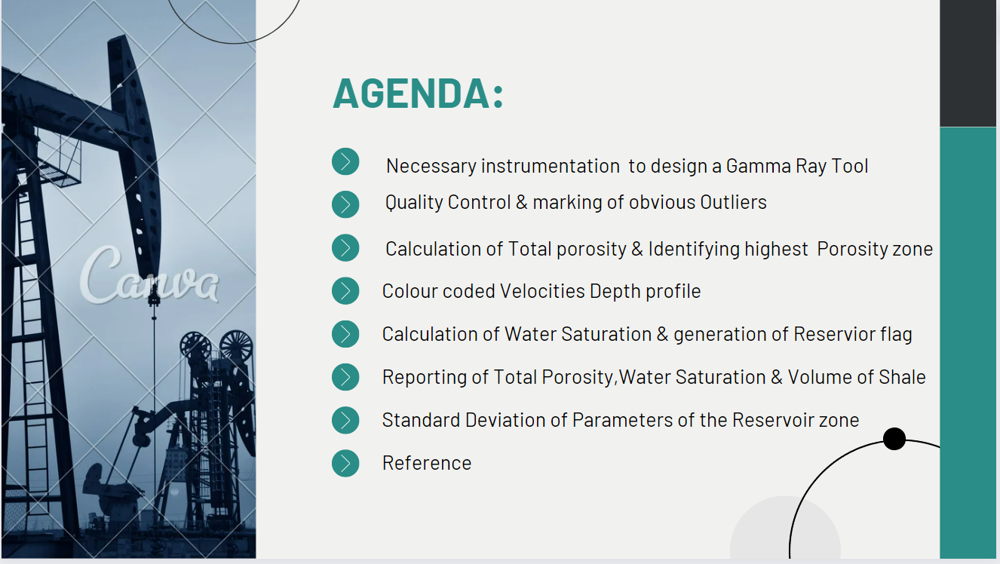 AGENDA:
Necessary instrumentation  to design a Gamma Ray Tool
Quality Control & marking of obvious Outliers
Calculation of Total porosity & Identifying highest  Porosity zone
Colour coded Velocities Depth profile
Canva
Calculation of Water Saturation & generation of Reservior flag
Reporting of Total Porosity,Water Saturation & Volume of Shale
Standard Deviation of Parameters of the Reservoir zone
Reference